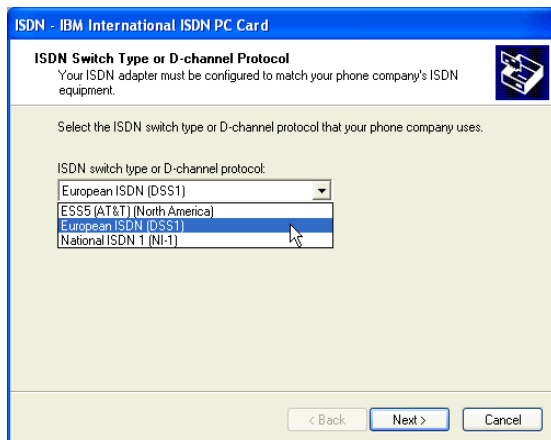 ISDN - IBM International ISDN PC Card
ISDN Switch Type or D-channel Protocol
Your ISDN adapter must be configured to match your phone company's ISDN
equipment.
Select the ISDN switch type or D-channel protocol that your phone company uses.
ISDN switch type or D-channel protocol:
European ISDN (DSS1)
ESS5 (AT&T) (North America)
European ISDN (DSS1)
National ISDN 1 (NI-1)
< Back
Next >
Cancel